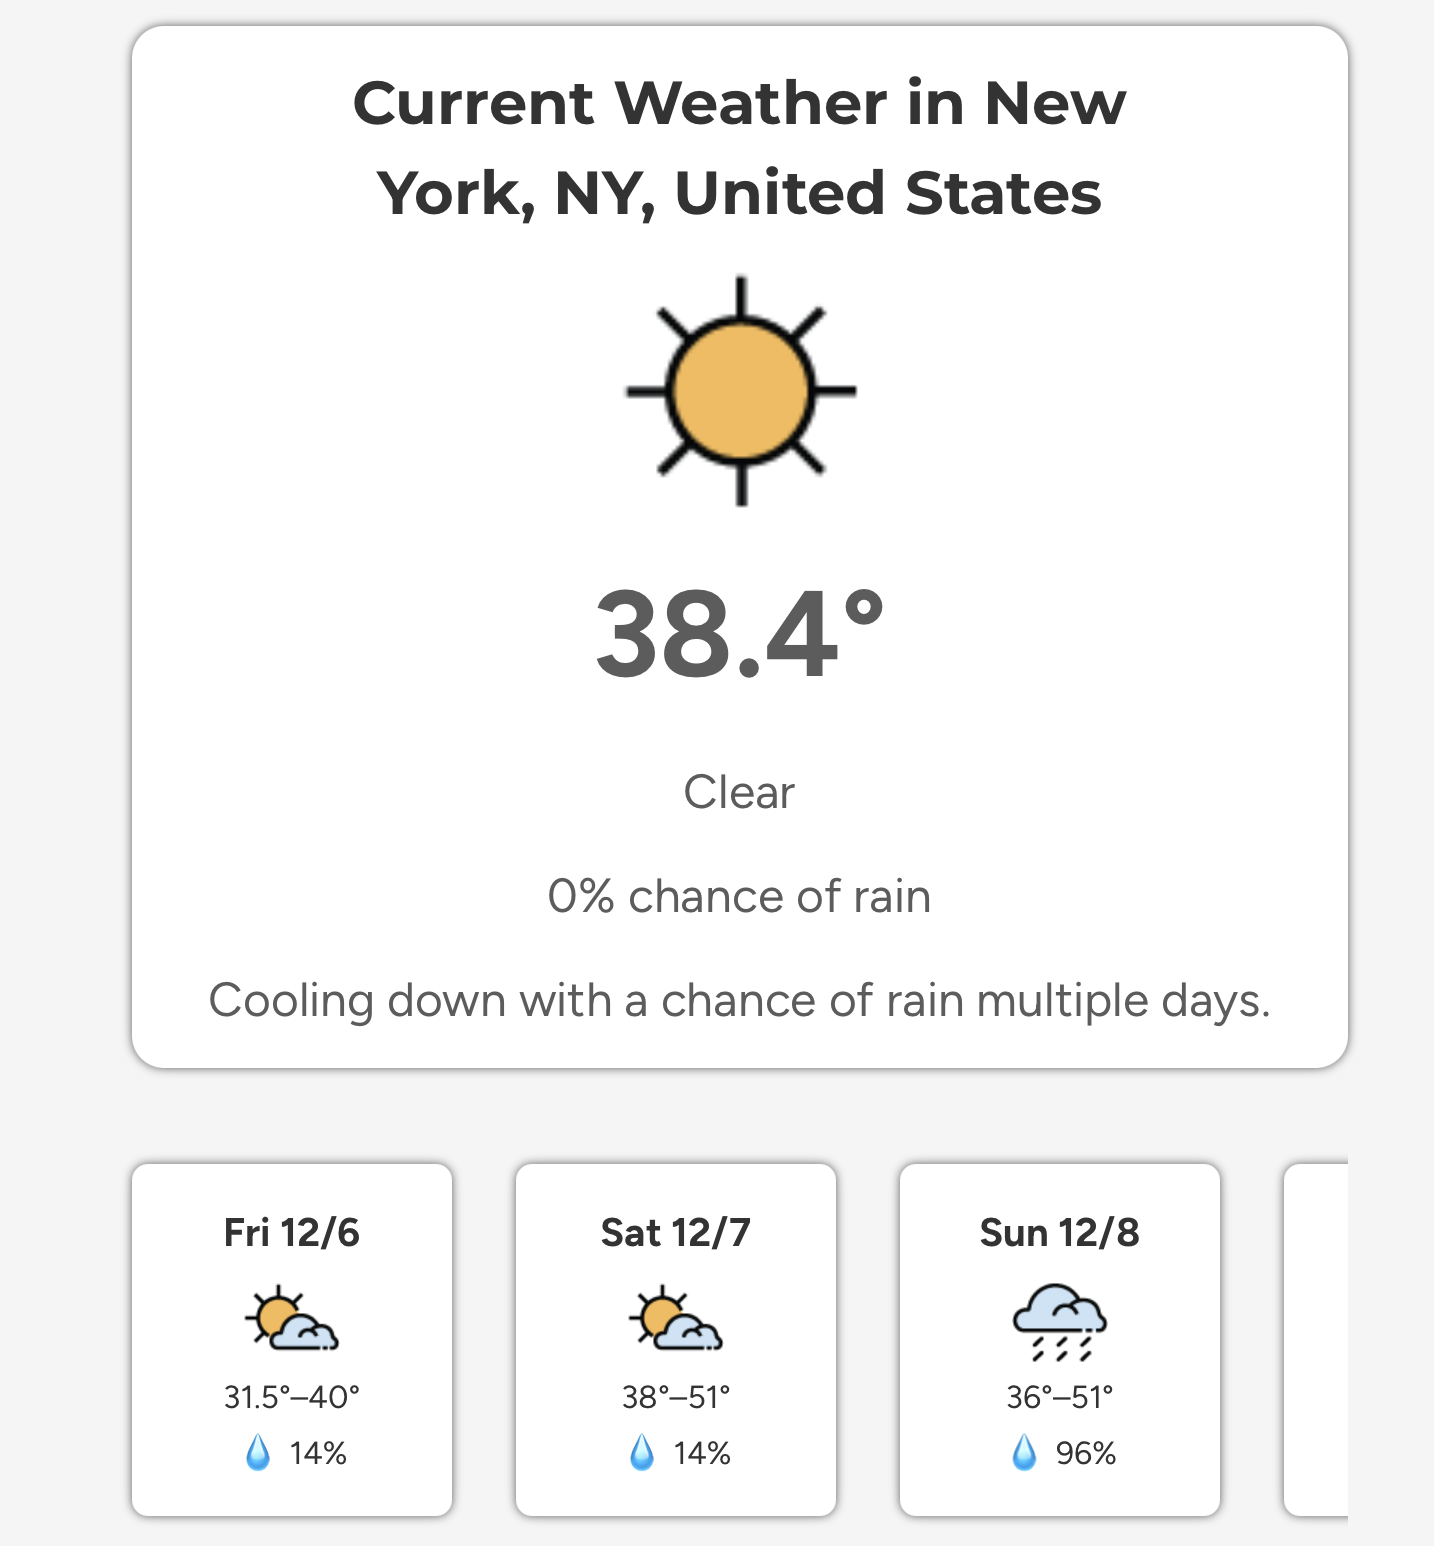 Current Weather in New
York, NY, United States
38.4°
Clear
0% chance of rain
Cooling down with a chance of rain multiple days.
Fri 12/6
31.5°–40°
14%
Sat 12/7
38°–51°
14%
Sun 12/8
36°–51°
96%